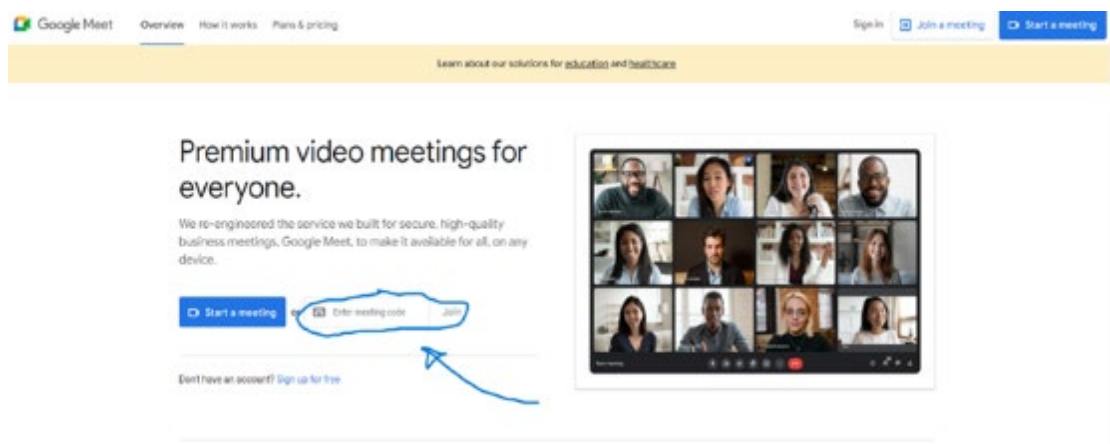 Google Meet
Overview
How it works
Plans & pricing
Sign in
Join a meeting
Start a meeting
Learn about our solutions for education and healthcare
Premium video meetings for
everyone.
We re-engineered the service we built for secure, high-quality
business meetings, Google Meet, to make it available for all, on any
device.
Start a meeting
Enter meeting code
Join
Don't have an account? Sign up for free